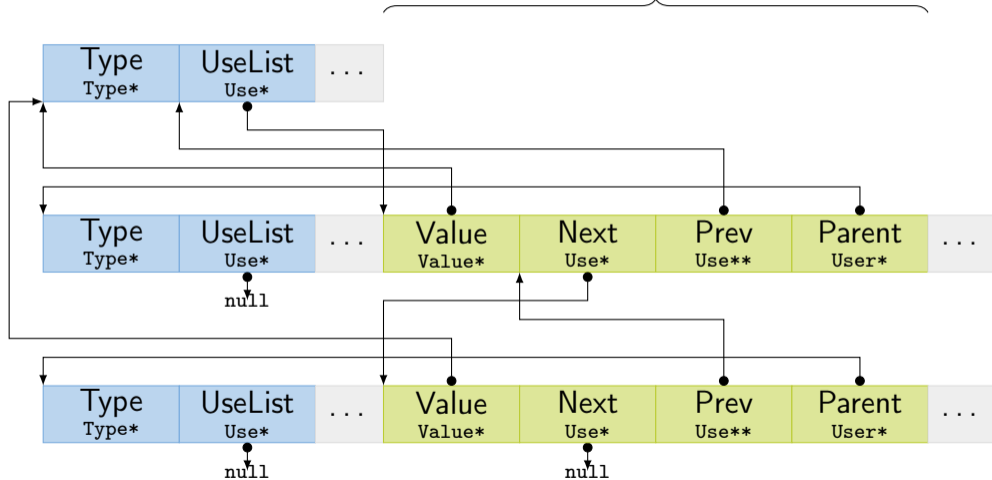 Type UseList ...
Type* Use*
Type UseList ... Value Next Prev Parent ...
Type* Use* Value* Use* Use** User*
null
Type UseList ... Value Next Prev Parent ...
Type* Use* Value* Use* Use** User*
null null